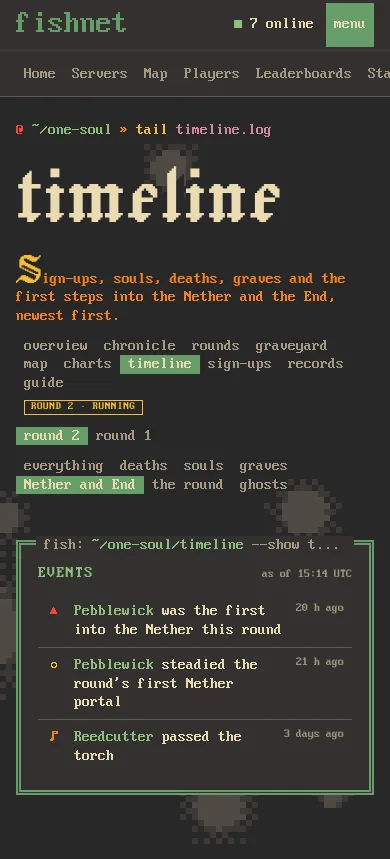 fishnet
7 online
menu
Home Servers Map Players Leaderboards Sta
@ ~/one-soul » tail timeline.log
timeline
Sign-ups, souls, deaths, graves and the
first steps into the Nether and the End,
newest first.
overview chronicle rounds graveyard
map charts timeline sign-ups records
guide
ROUND 2 · RUNNING
round 2 round 1
everything deaths souls graves
Nether and End the round ghosts
fish: ~/one-soul/timeline --show t...
EVENTS as of 15:14 UTC
Pebblewick was the first 20 h ago
into the Nether this round
Pebblewick steadied the 21 h ago
round's first Nether
portal
Reedcutter passed the 3 days ago
torch